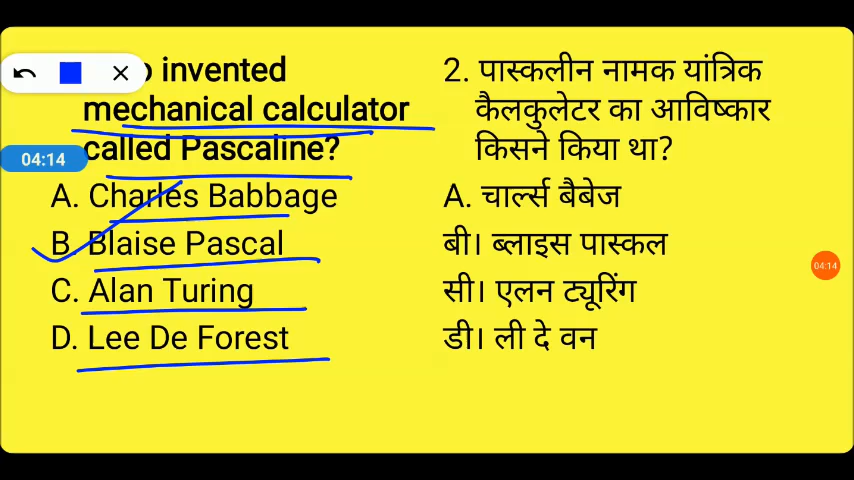 invented
mechanical calculator
called Pascaline?
A. Charles Babbage
B. Blaise Pascal
C. Alan Turing
D. Lee De Forest
2. पास्कलीन नामक यांत्रिक
कैलकुलेटर का आविष्कार
किसने किया था?
A. चार्ल्स बैबेज
बी। ब्लाइस पास्कल
सी। एलन ट्यूरिंग
डी। ली दे वन
04:14
04:14